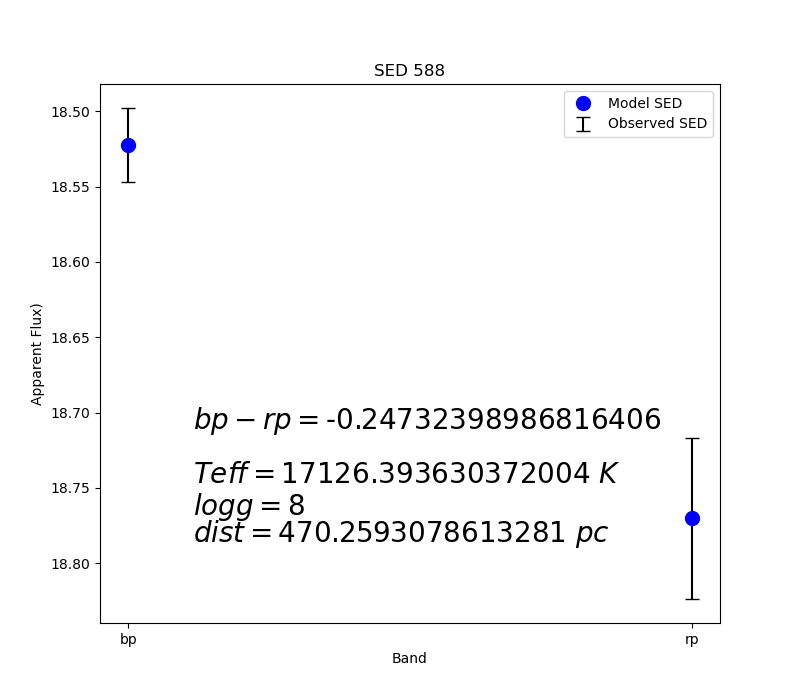 SED 588
Model SED
Observed SED
18.50
18.55
18.60
18.65
18.70
18.75
18.80
Apparent Flux)
bp − rp = -0.24732398986816406
Teff = 17126.393630372004 K
logg = 8
dist = 470.2593078613281 pc
bp
rp
Band